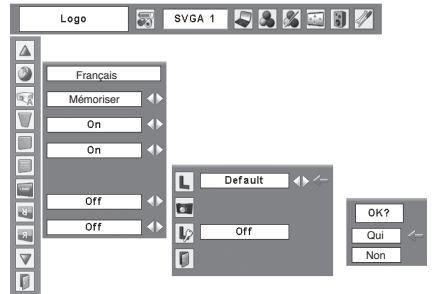 Logo
SVGA 1
Français
Mémoriser
On
On
Off
Off
Default
Off
OK?
Qui
Non